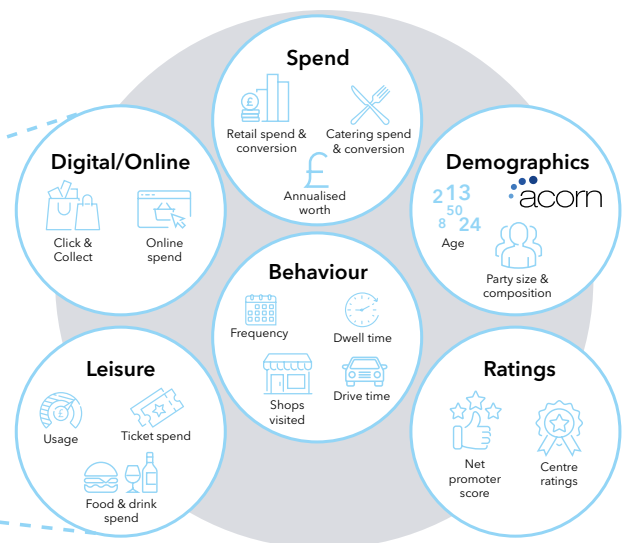 Spend
£
Retail spend &
conversion
Catering spend
& conversion
£
Annualised
worth
Digital/Online
Click &
Collect
Online
spend
Demographics
213
50
8 24
Age
acorn
Party size &
composition
Behaviour
Frequency
Dwell time
Shops
visited
Drive time
Leisure
£
Usage
Ticket spend
Food & drink
spend
Ratings
Net
promoter
score
Centre
ratings